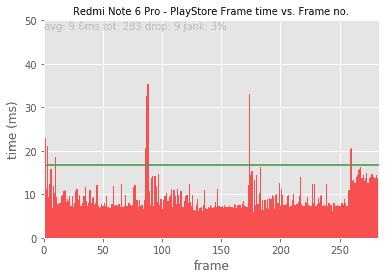 Redmi Note 6 Pro - PlayStore Frame time vs. Frame no.
avg: 9.6ms tot: 283 drop: 9 jank: 3%
50
40
30
20
10
0
time (ms)
0 50 100 150 200 250
frame